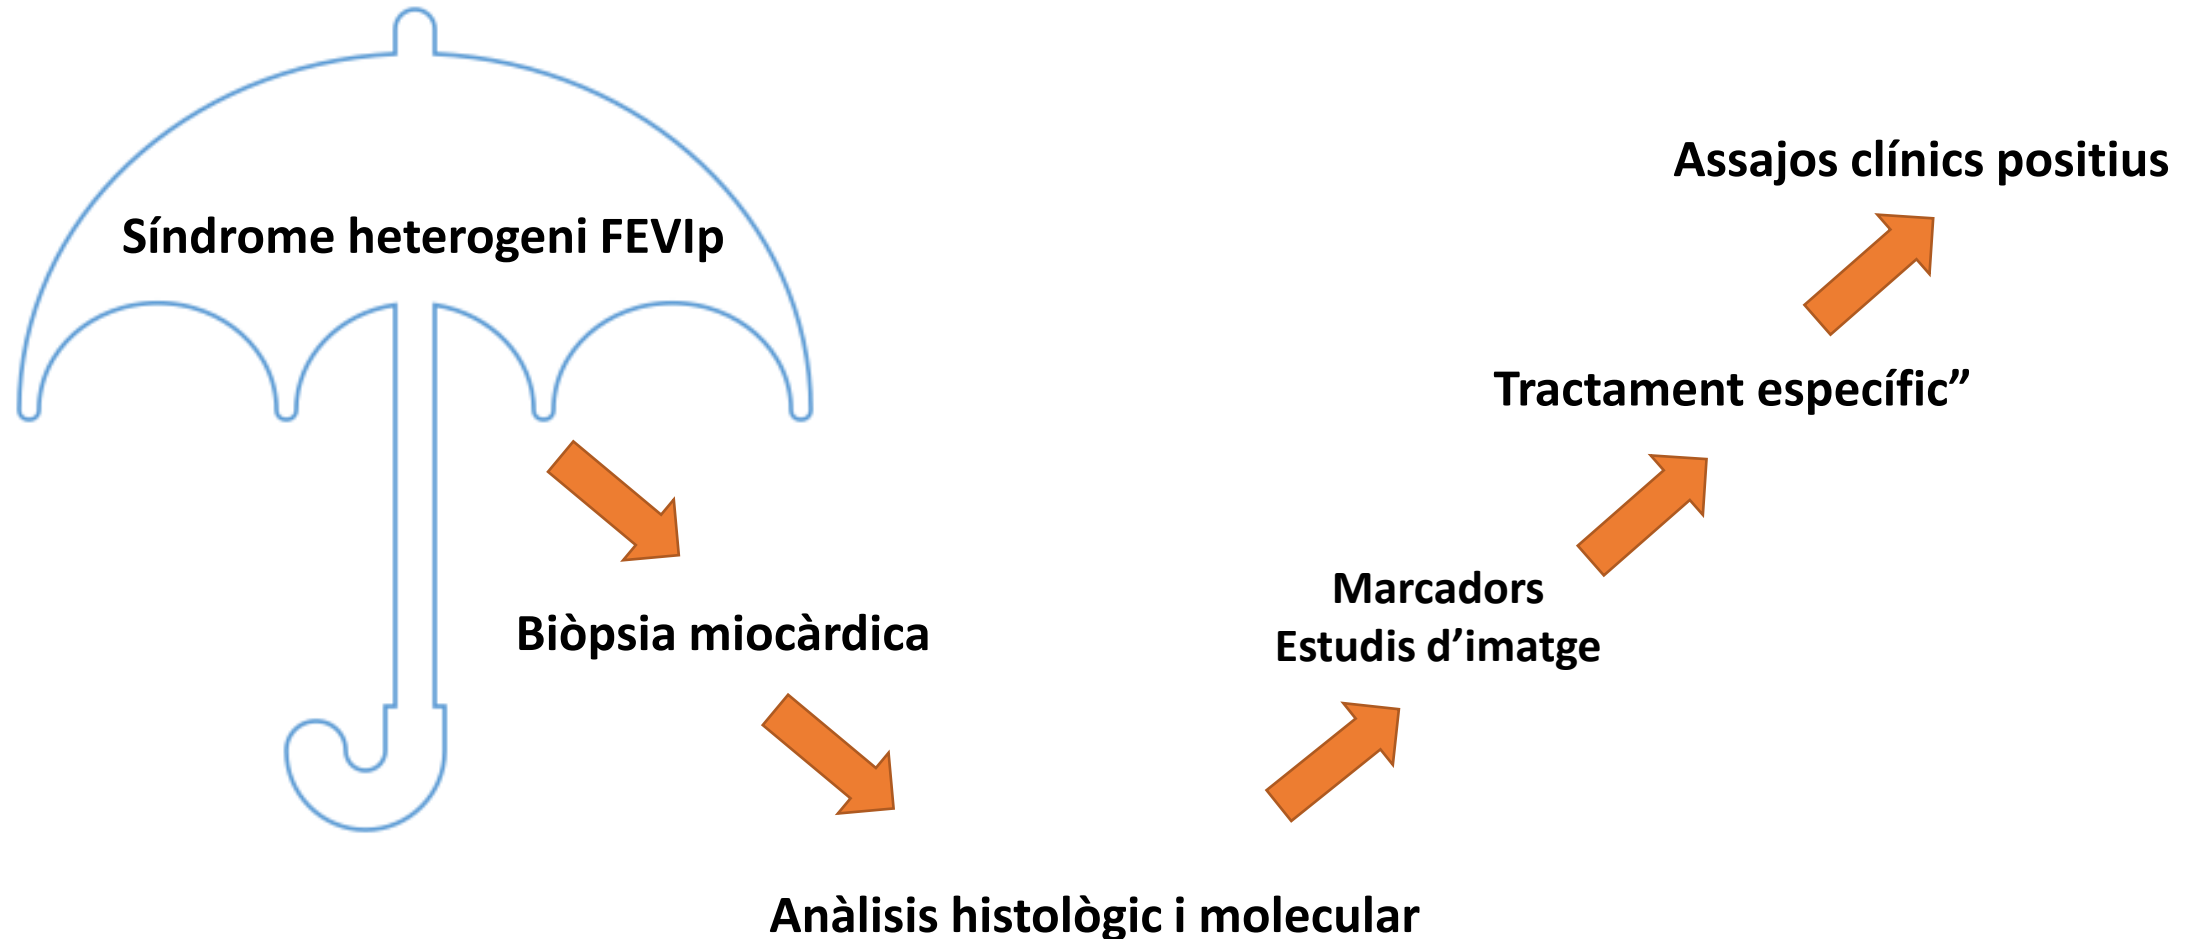 Síndrome heterogeni FEVIp
Biòpsia miocàrdica
Anàlisis histològic i molecular
Marcadors
Estudis d’imatge
Tractament específic”
Assajos clínics positius